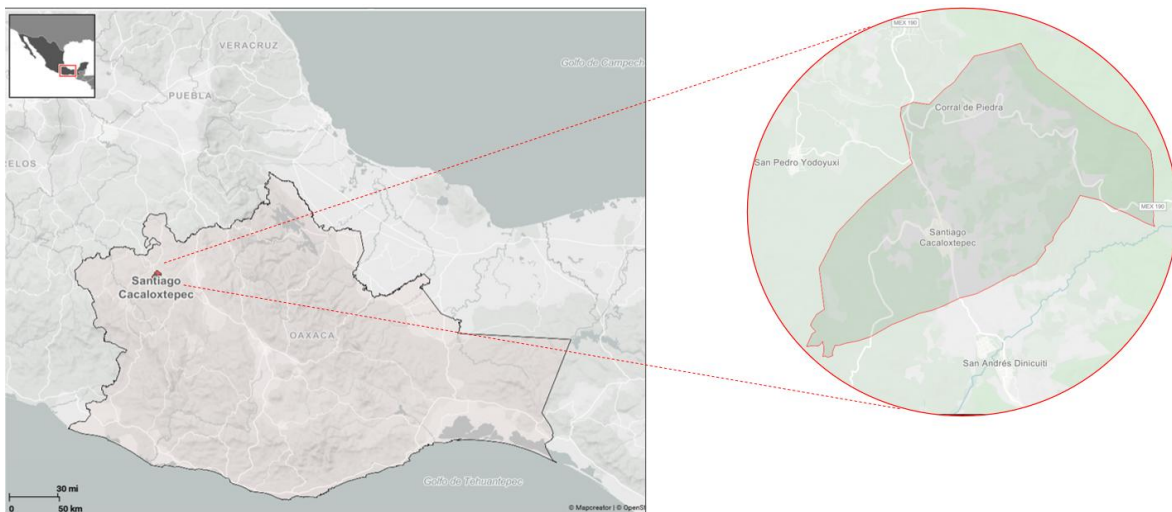 VERACRUZ
Golfo de Campech
PUEBLA
ELOS
Santiago
Cacaloxtepec
OAXACA
Golfo de Tehuantepec
30 mi
0
50 km
© Mapcreator | © OpenSt
MEX 190
Corral de Piedra
San Pedro Yodoyuxi
MEX 190
Santiago
Cacaloxtepec
San Andrés Dinicuiti